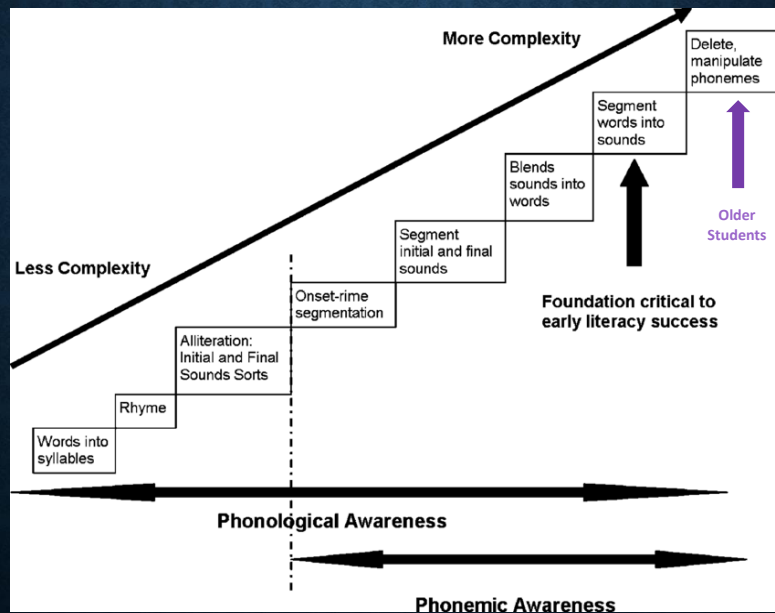 More Complexity
Delete,
manipulate
phonemes
Segment
words into
sounds
Older
Students
Blends
sounds into
words
Segment
initial and final
sounds
Less Complexity
Onset-rime
segmentation
Foundation critical to
early literacy success
Alliteration:
Initial and Final
Sounds Sorts
Rhyme
Words into
syllables
Phonological Awareness
Phonemic Awareness